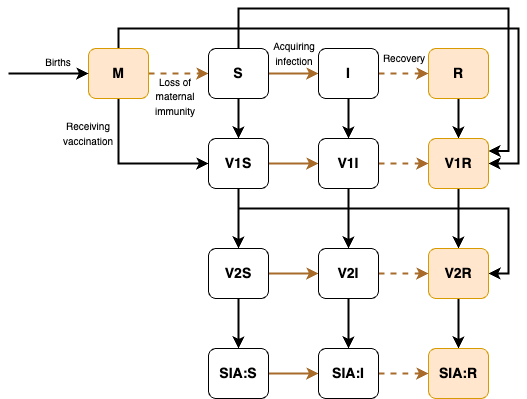 Births
M
Loss of
maternal
immunity
S
Acquiring
infection
I
Recovery
R
Receiving
vaccination
V1S
V1I
V1R
V2S
V2I
V2R
SIA:S
SIA:I
SIA:R